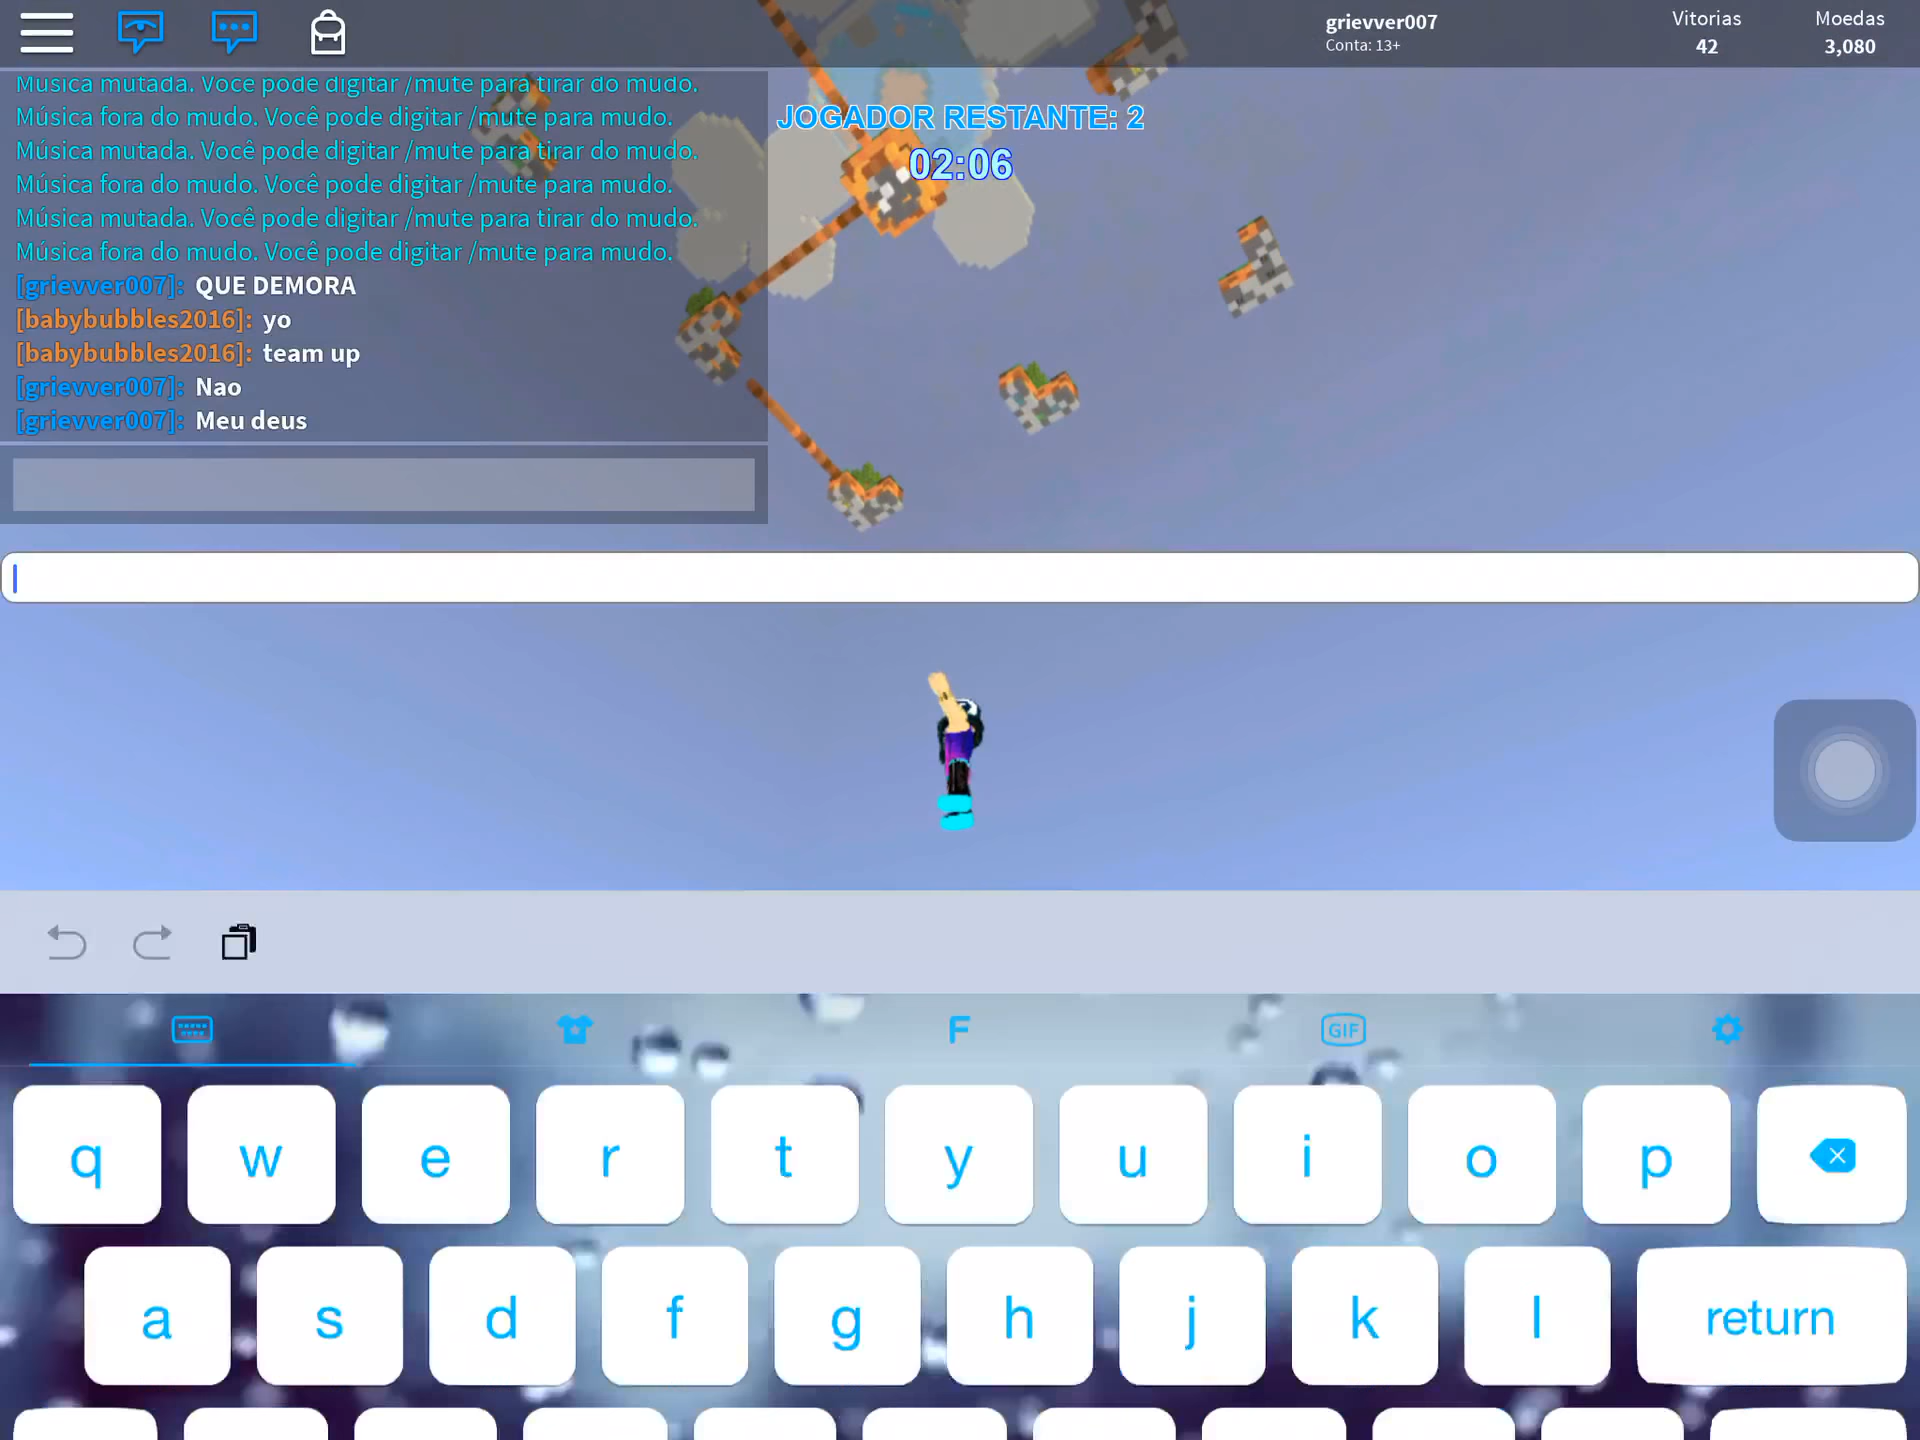 grievver007
Conta: 13+
Vitorias
42
Moedas
3,080
Música mutada. Você pode digitar /mute para tirar do mudo.
Música fora do mudo. Você pode digitar /mute para mudo.
Música mutada. Você pode digitar /mute para tirar do mudo.
Música fora do mudo. Você pode digitar /mute para mudo.
Música mutada. Você pode digitar /mute para tirar do mudo.
Música fora do mudo. Você pode digitar /mute para mudo.
[grievver007]: QUE DEMORA
[babybubbles2016]: yo
[babybubbles2016]: team up
[grievver007]: Nao
[grievver007]: Meu deus
JOGADOR RESTANTE: 2
02:06
F
GIF
q w e r t y u i o p
a s d f g h j k l return